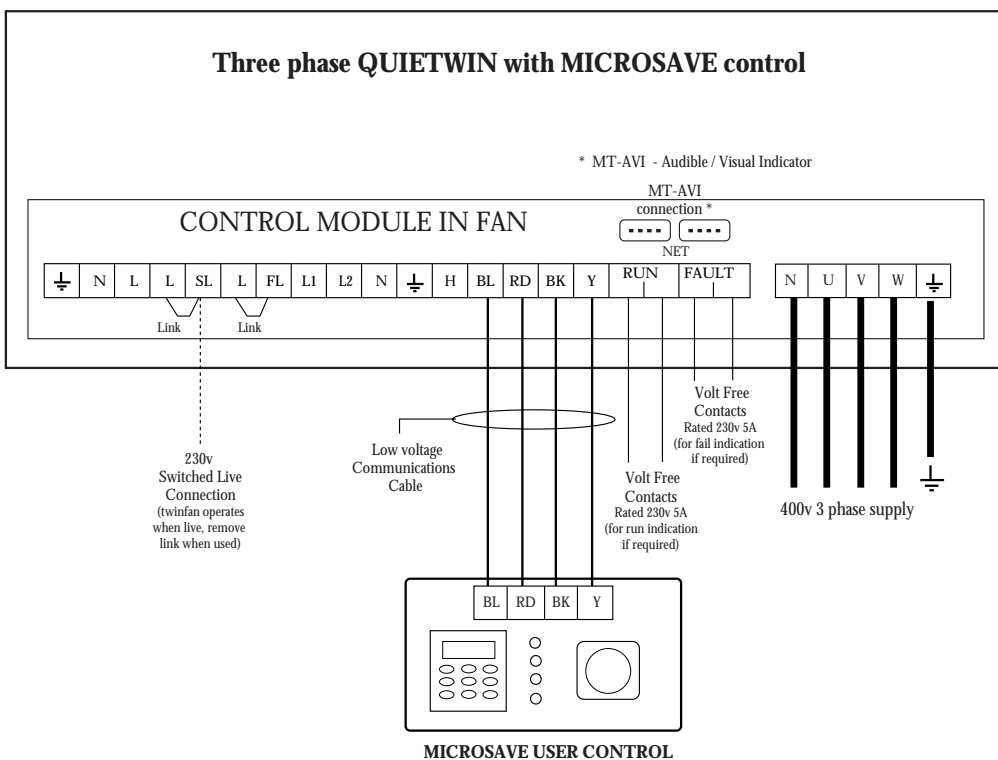 Three phase QUIETWIN with MICROSAVE control
* MT-AVI - Audible / Visual Indicator
MT-AVI
connection *
NET
CONTROL MODULE IN FAN
N L L SL L FL L1 L2 N H BL RD BK Y RUN FAULT
N U V W
Link
Link
230v
Switched Live
Connection
(twinfan operates
when live, remove
link when used)
Low voltage
Communications
Cable
Volt Free
Contacts
Rated 230v 5A
(for run indication
if required)
Volt Free
Contacts
Rated 230v 5A
(for fail indication
if required)
400v 3 phase supply
BL RD BK Y
MICROSAVE USER CONTROL